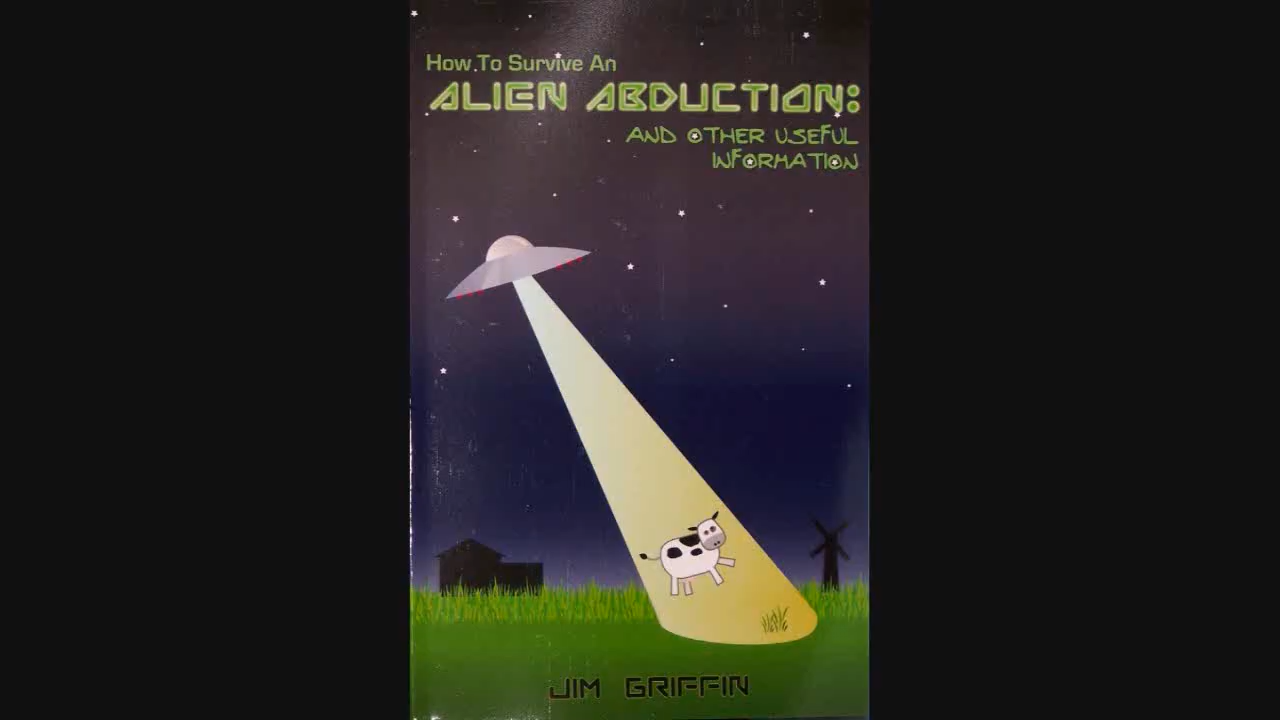 How To Survive An
ALIEN ABDUCTION:
AND OTHER USEFUL
INFORMATION
JIM GRIFFIN